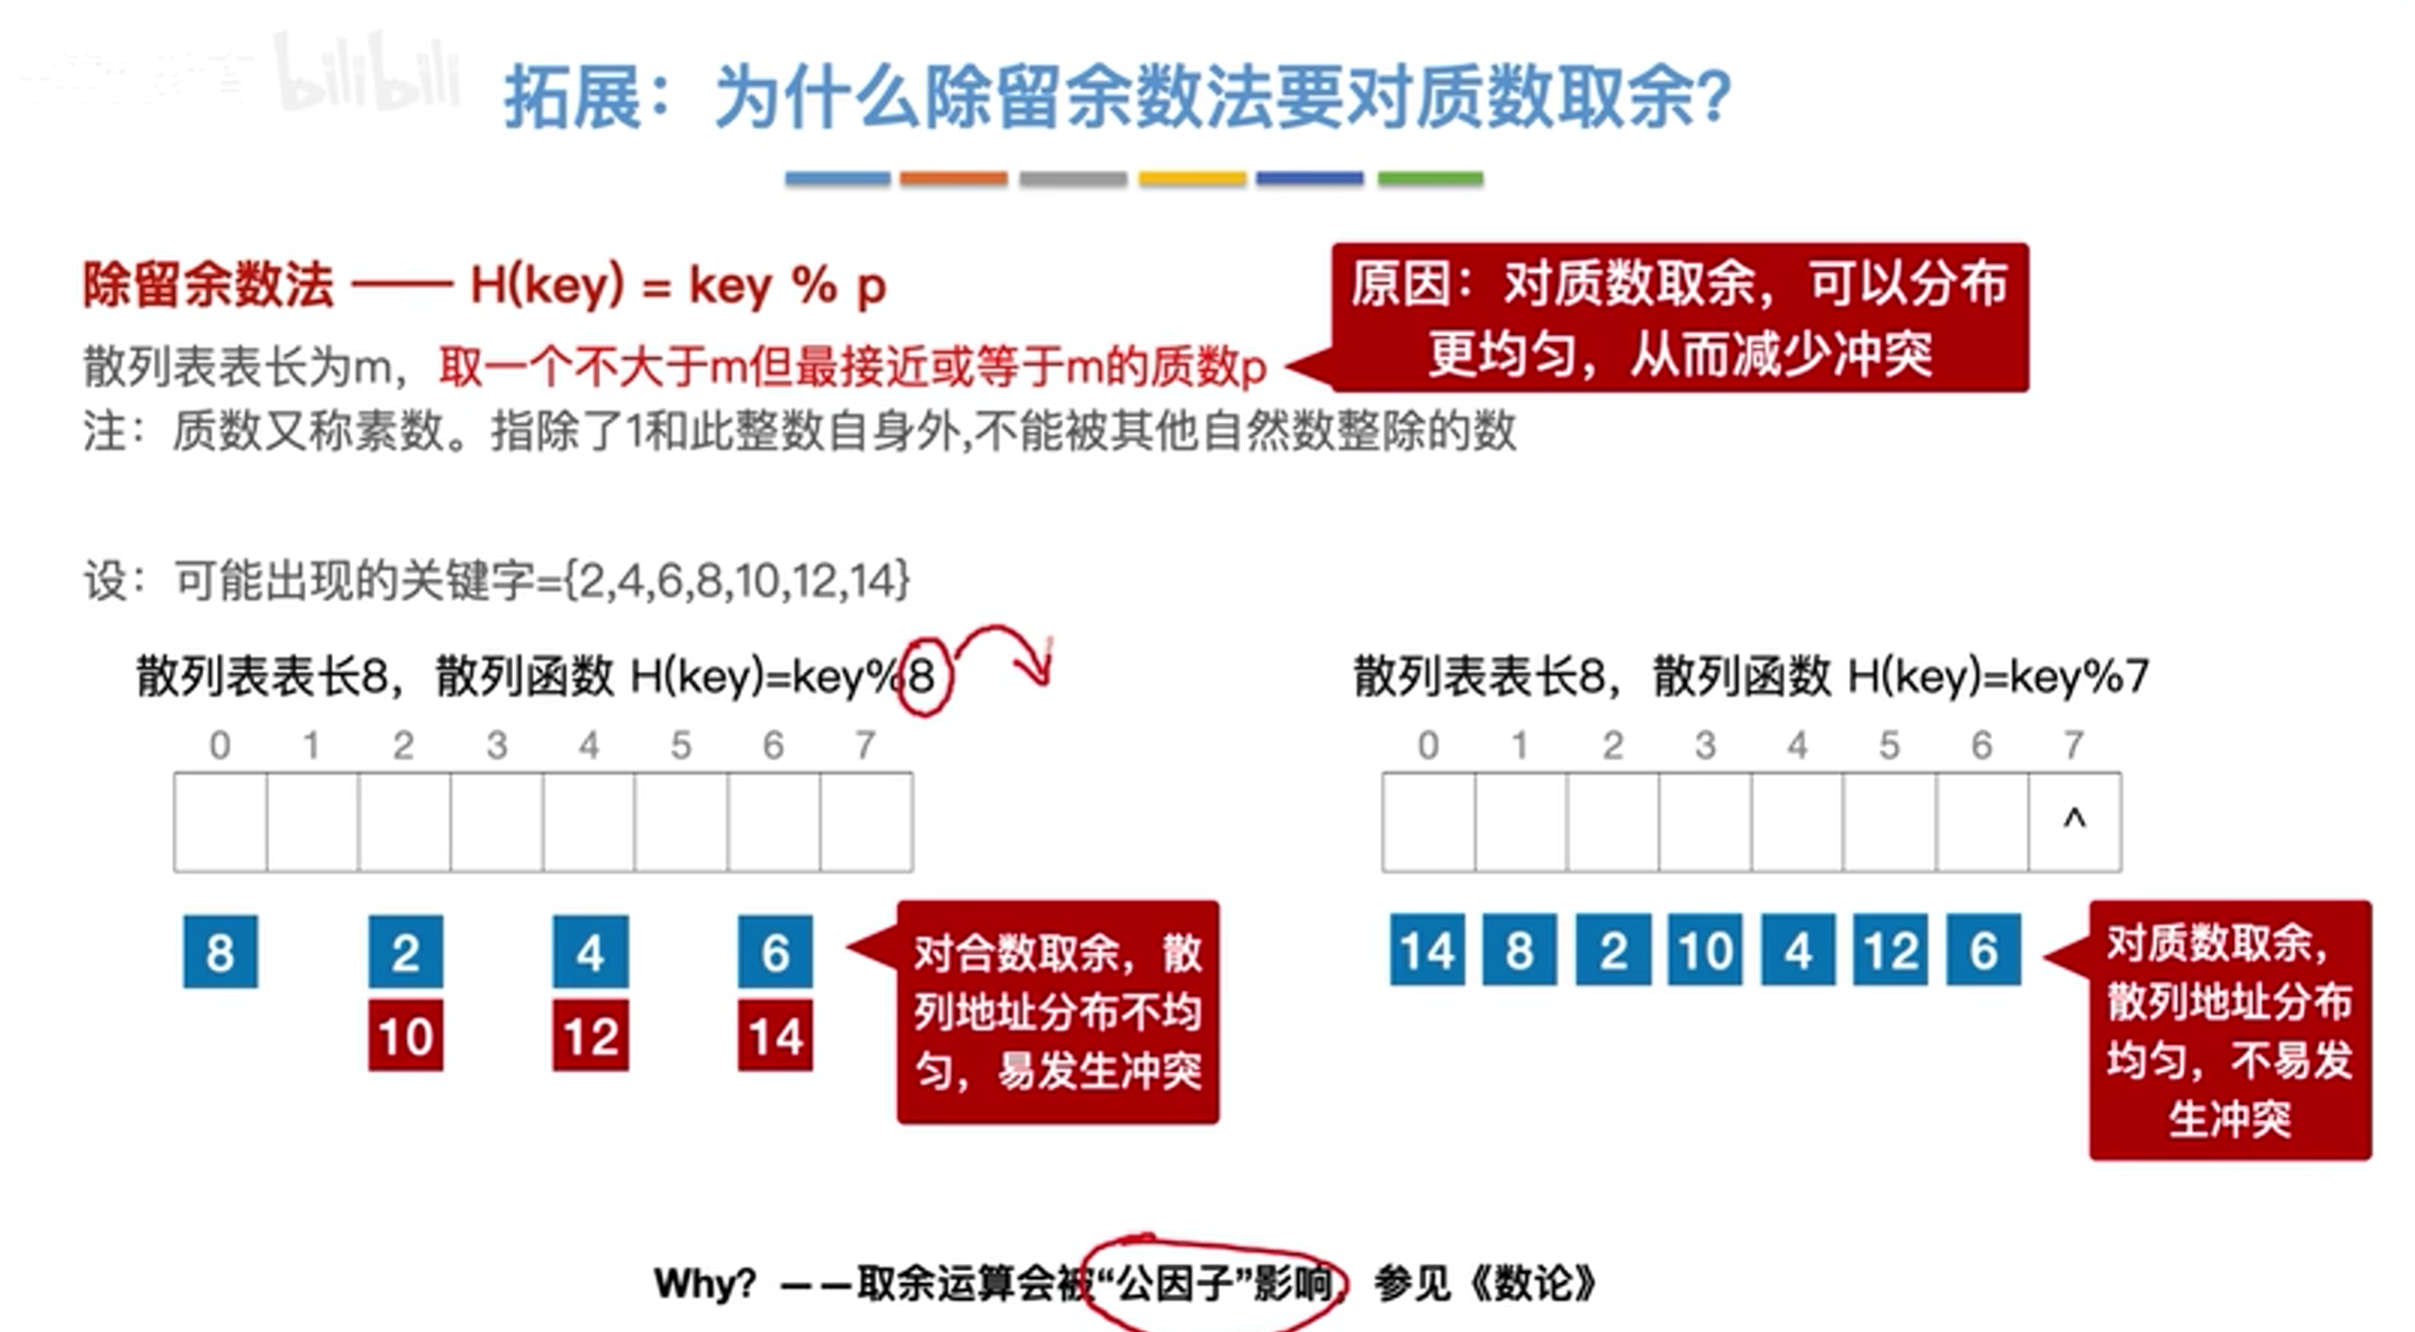 bilibili
拓展：为什么除留余数法要对质数取余？
除留余数法 —— H(key) = key % p
原因：对质数取余，可以分布
更均匀，从而减少冲突
散列表表长为m，取一个不大于m但最接近或等于m的质数p
注：质数又称素数。指除了1和此整数自身外,不能被其他自然数整除的数
设：可能出现的关键字={2,4,6,8,10,12,14}
散列表表长8，散列函数 H(key)=key%8
0 1 2 3 4 5 6 7
8 2 4 6
10 12 14
对合数取余，散
列地址分布不均
匀，易发生冲突
散列表表长8，散列函数 H(key)=key%7
0 1 2 3 4 5 6 7
^
14 8 2 10 4 12 6
对质数取余，
散列地址分布
均匀，不易发
生冲突
Why? ——取余运算会被“公因子”影响，参见《数论》